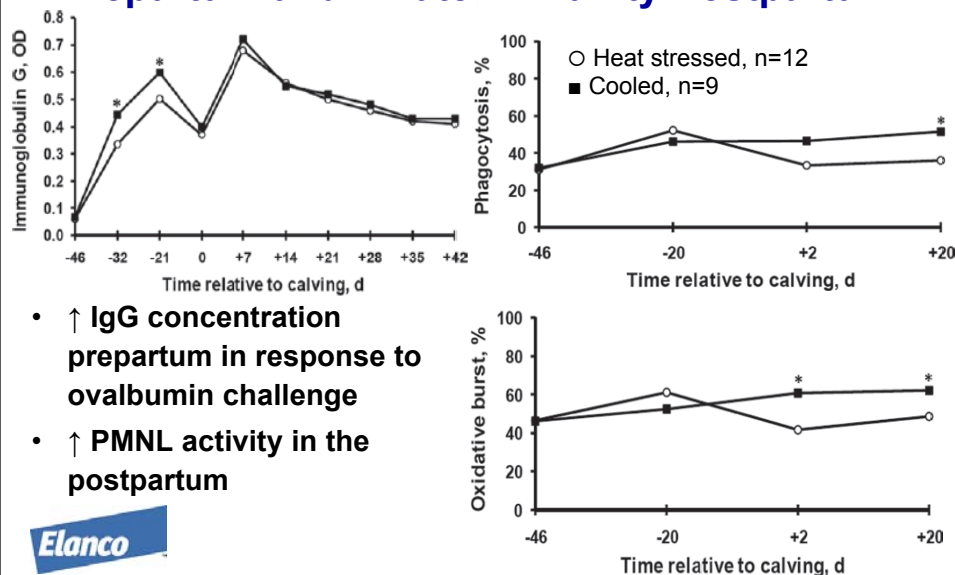 Immunoglobulin G, OD
0.8
0.7
0.6
0.5
0.4
0.3
0.2
0.1
0.0
* *
-46 -32 -21 0 +7 +14 +21 +28 +35 +42
Time relative to calving, d
Phagocytosis, %
100
80
60
40
20
0
○ Heat stressed, n=12
■ Cooled, n=9
*
-46 -20 +2 +20
Time relative to calving, d
• ↑ IgG concentration
prepartum in response to
ovalbumin challenge
• ↑ PMNL activity in the
postpartum
Elanco
Oxidative burst, %
100
80
60
40
20
0
* *
-46 -20 +2 +20
Time relative to calving, d